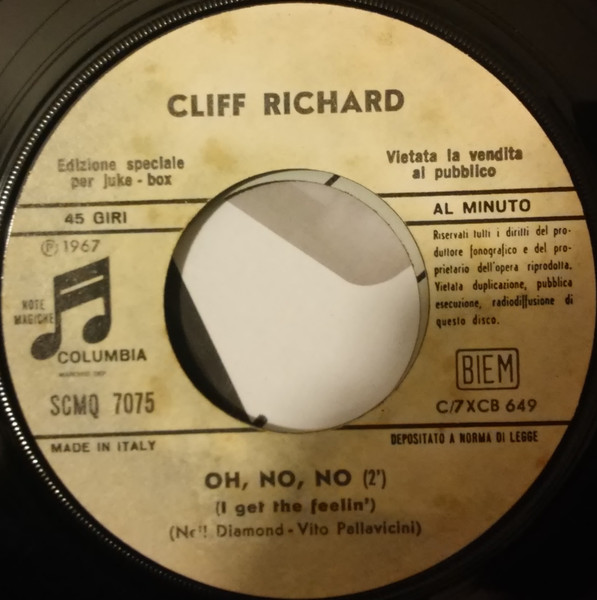 CLIFF RICHARD
Edizione speciale
per juke-box
Vietata la vendita
al pubblico
45 GIRI
AL MINUTO
℗ 1967
Riservati tutti i diritti del pro-
duttore fonografico e del pro-
prietario dell'opera riprodotta.
Vietata duplicazione, pubblica
esecuzione, radiodiffusione di
questo disco.
NOTE
MAGICHE
COLUMBIA
BIEM
SCMQ 7075
C/7XCB 649
MADE IN ITALY
DEPOSITATO A NORMA DI LEGGE
OH, NO, NO (2')
(I get the feelin')
(Neil Diamond - Vito Pallavicini)